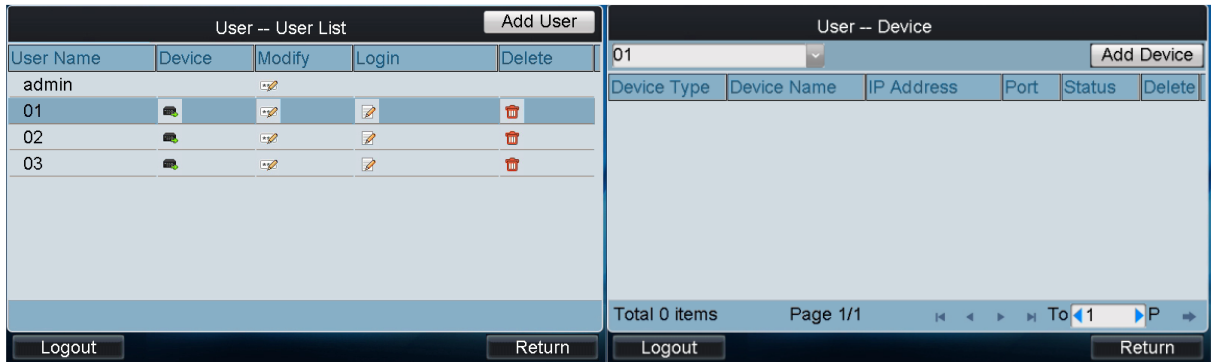 User -- User List Add User
User Name Device Modify Login Delete
admin
01
02
03
Logout Return
User -- Device
01 Add Device
Device Type Device Name IP Address Port Status Delete
Total 0 items Page 1/1 To 1 P
Logout Return